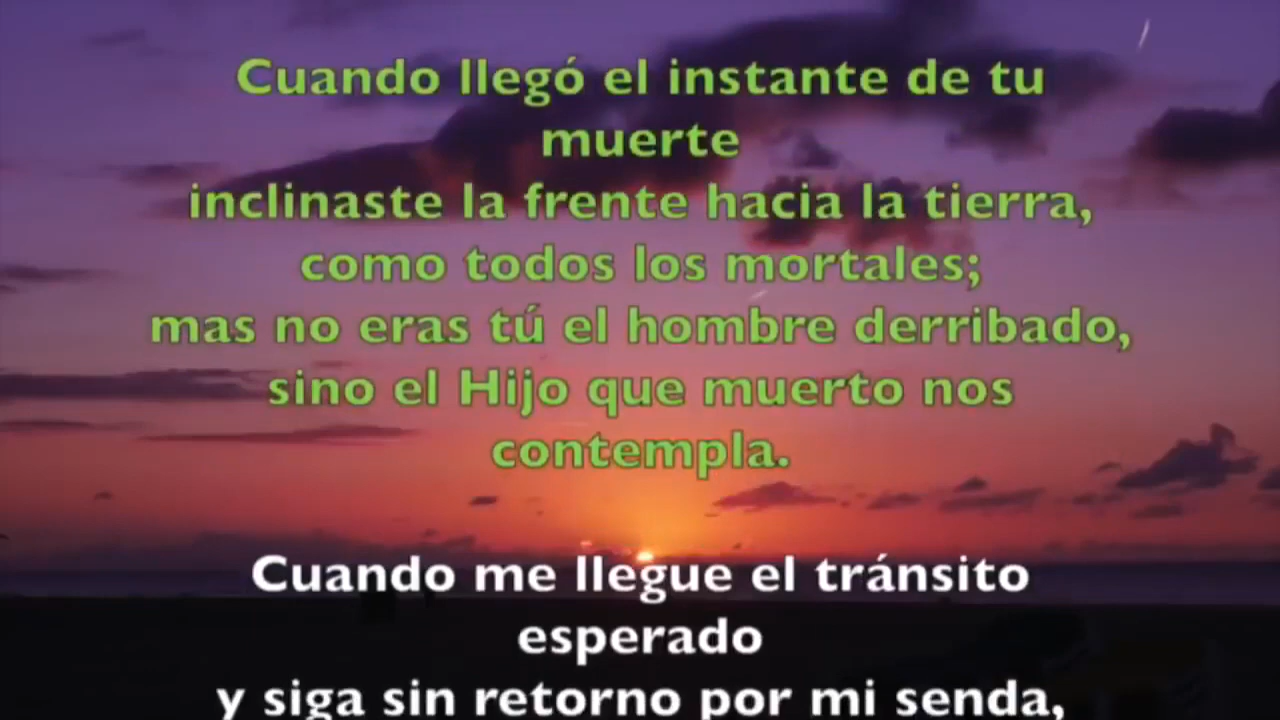 Cuando llegó el instante de tu
muerte
inclinaste la frente hacia la tierra,
como todos los mortales;
mas no eras tú el hombre derribado,
sino el Hijo que muerto nos
contempla.
Cuando me llegue el tránsito
esperado
y siga sin retorno por mi senda,